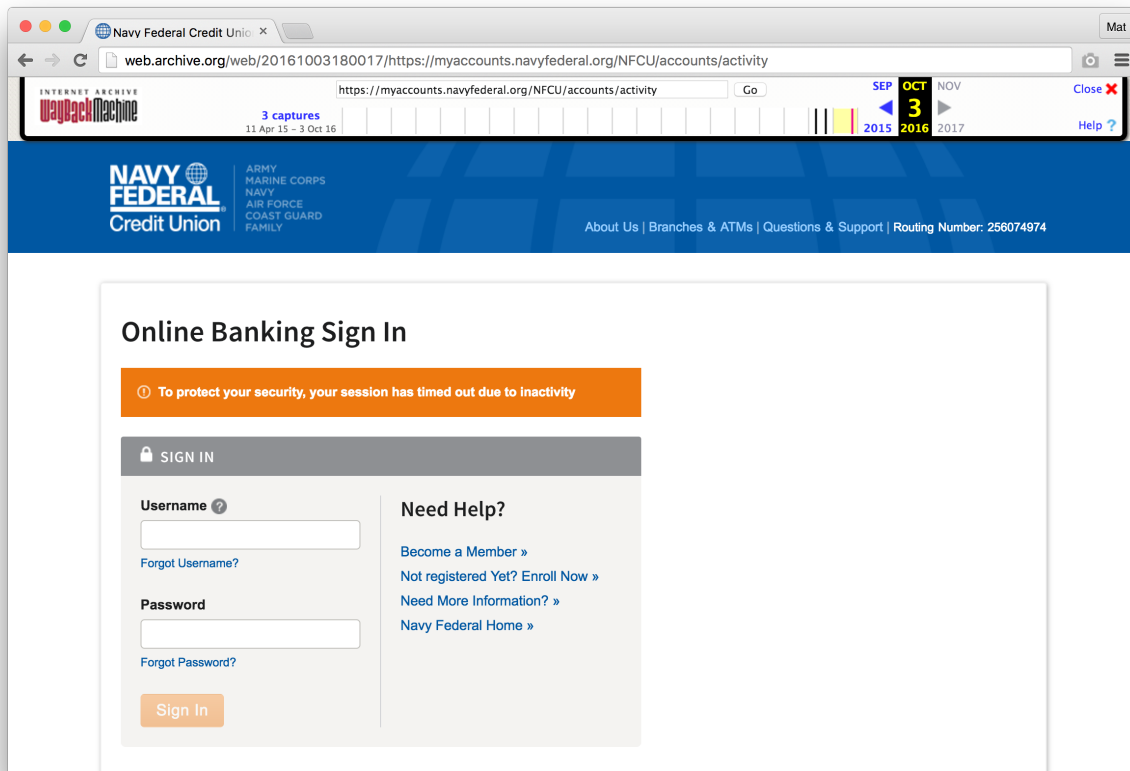 Navy Federal Credit Unio
Mat
web.archive.org/web/20161003180017/https://myaccounts.navyfederal.org/NFCU/accounts/activity
INTERNET ARCHIVE
WayBackMachine
https://myaccounts.navyfederal.org/NFCU/accounts/activity Go
3 captures
11 Apr 15 – 3 Oct 16
SEP OCT NOV
3
2015 2016 2017
Close
Help ?
NAVY
FEDERAL
Credit Union
ARMY
MARINE CORPS
NAVY
AIR FORCE
COAST GUARD
FAMILY
About Us | Branches & ATMs | Questions & Support | Routing Number: 256074974
Online Banking Sign In
To protect your security, your session has timed out due to inactivity
SIGN IN
Username ?
Forgot Username?
Password
Forgot Password?
Sign In
Need Help?
Become a Member »
Not registered Yet? Enroll Now »
Need More Information? »
Navy Federal Home »